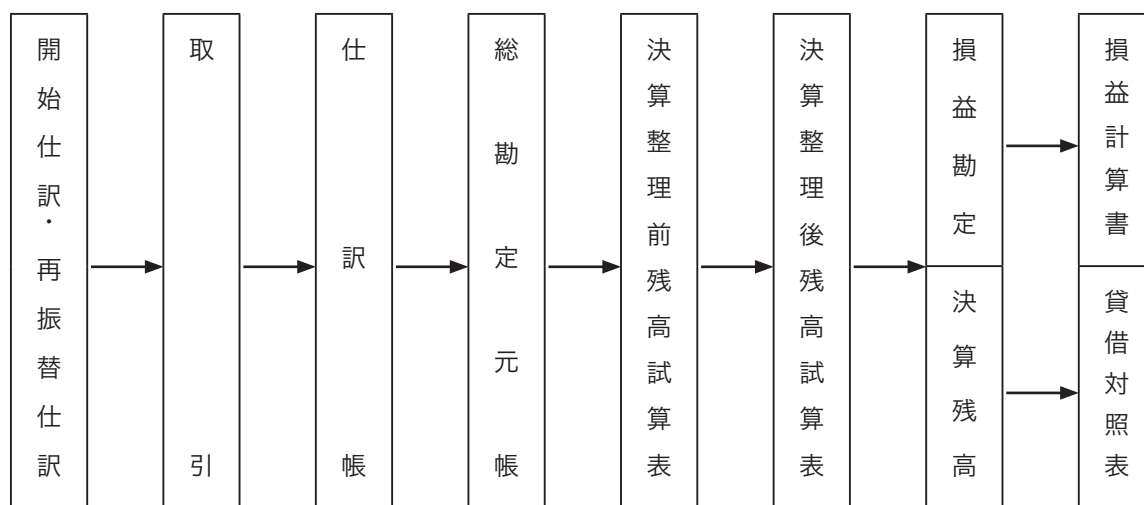 開始仕訳・再振替仕訳
取引
仕訳帳
総勘定元帳
決算整理前残高試算表
決算整理後残高試算表
損益勘定
決算残高
損益計算書
貸借対照表